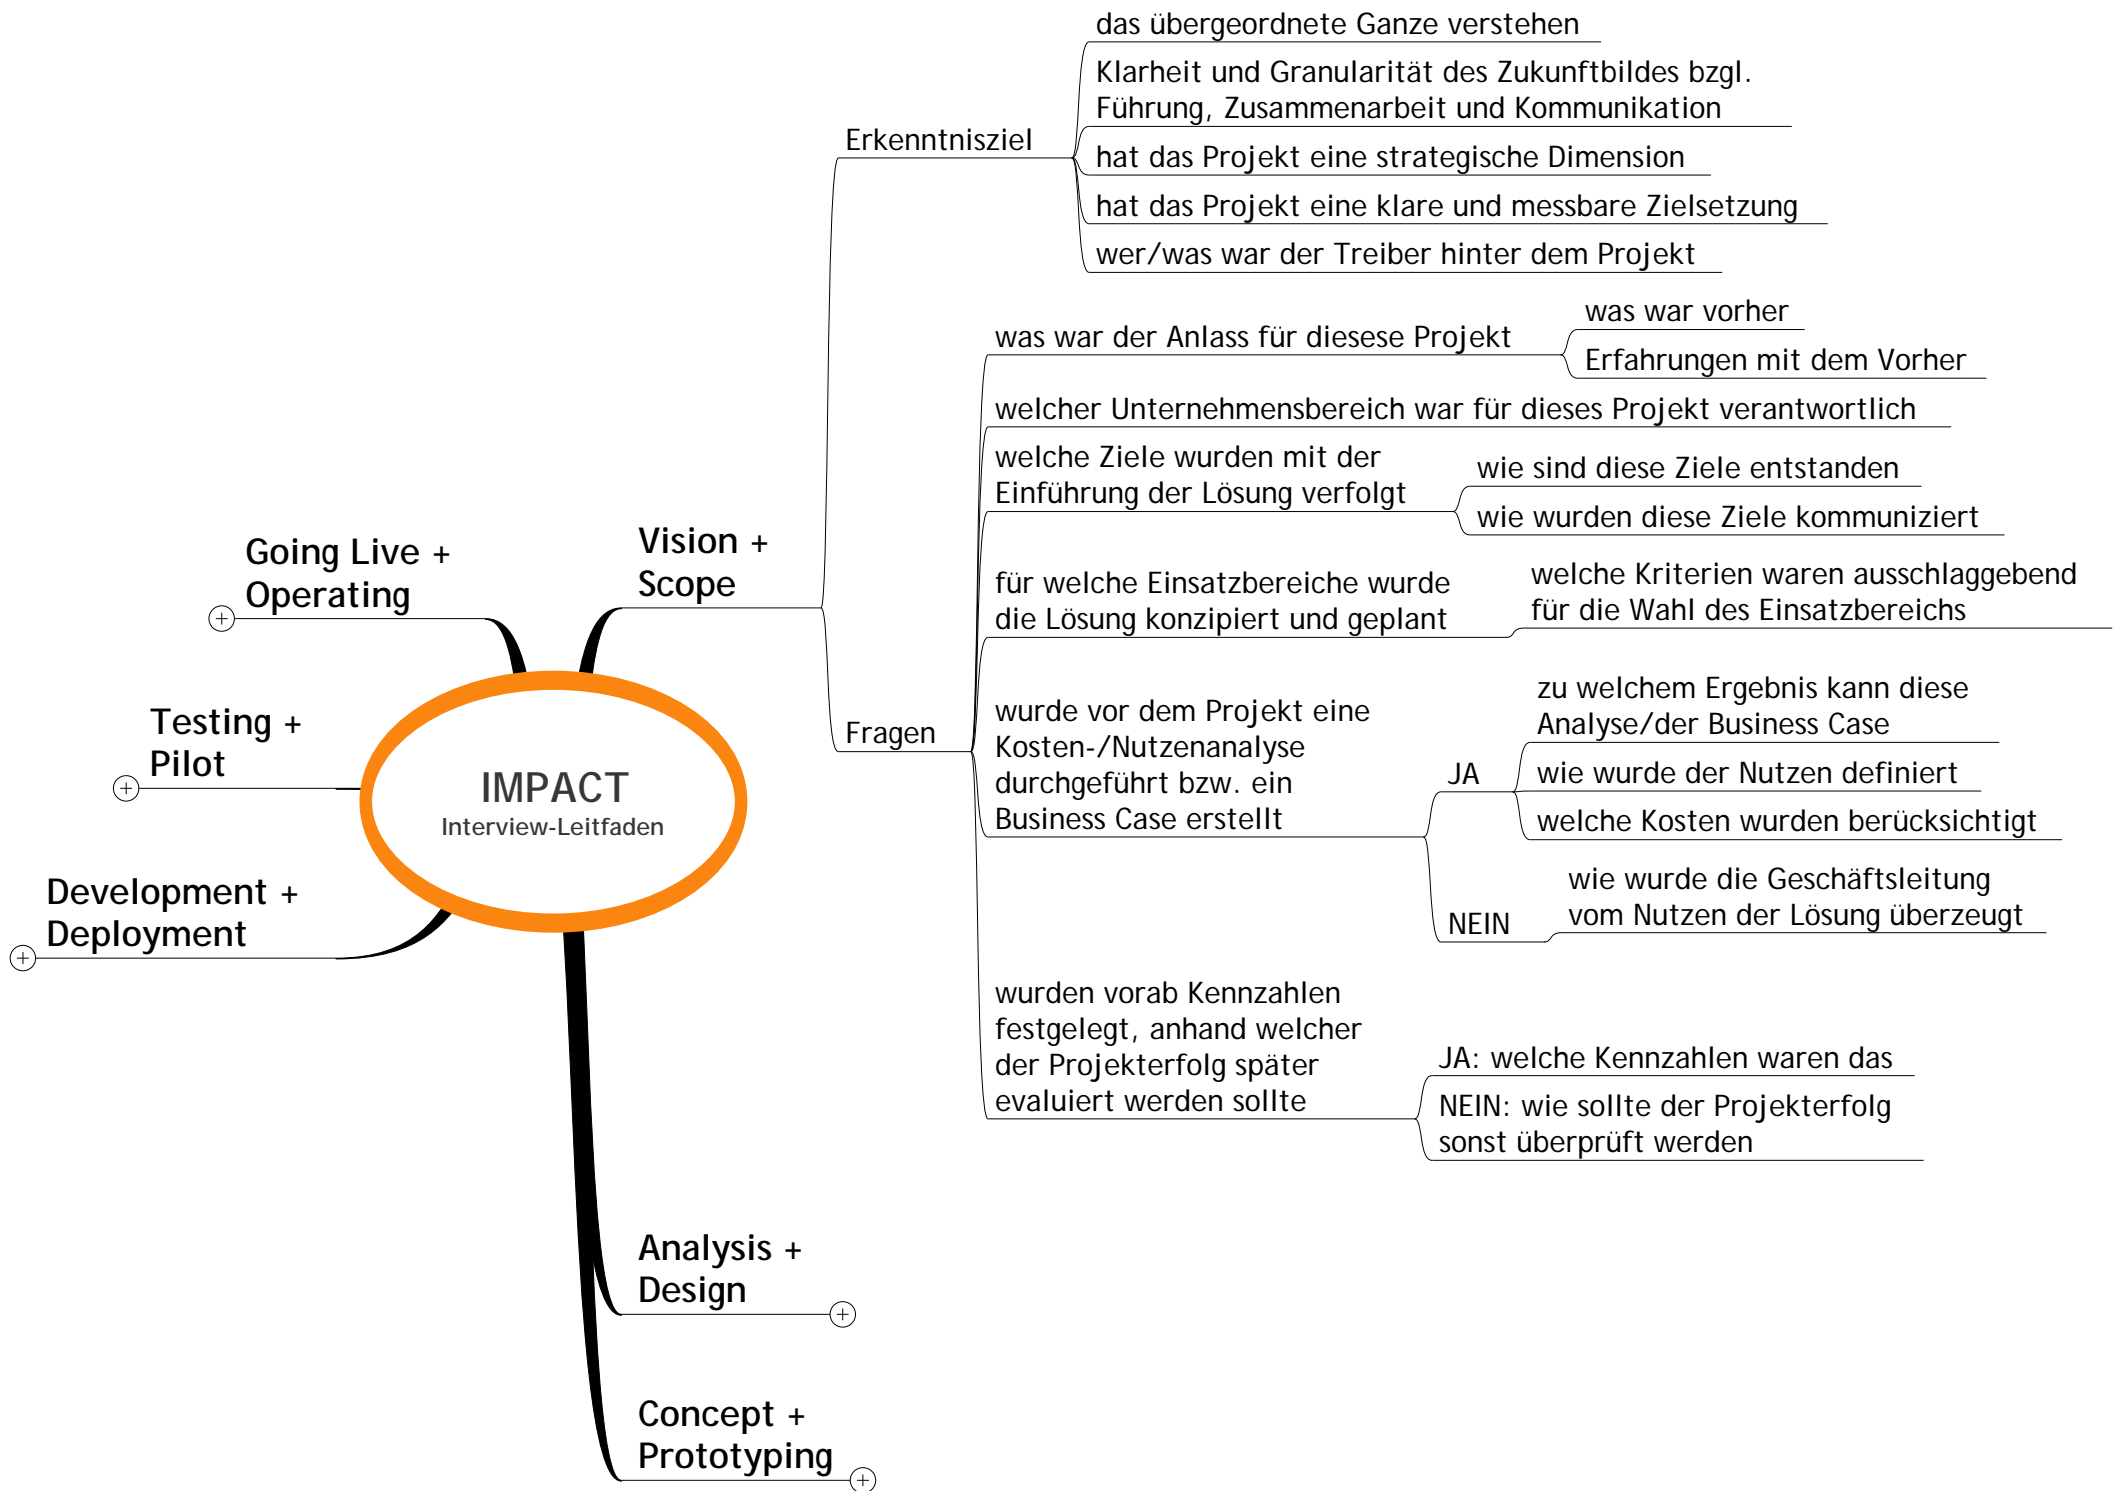 IMPACT
Interview-Leitfaden
Vision +
Scope
Erkenntnisziel
das übergeordnete Ganze verstehen
Klarheit und Granularität des Zukunftbildes bzgl.
Führung, Zusammenarbeit und Kommunikation
hat das Projekt eine strategische Dimension
hat das Projekt eine klare und messbare Zielsetzung
wer/was war der Treiber hinter dem Projekt
Fragen
was war der Anlass für diesese Projekt
was war vorher
Erfahrungen mit dem Vorher
welcher Unternehmensbereich war für dieses Projekt verantwortlich
welche Ziele wurden mit der
Einführung der Lösung verfolgt
wie sind diese Ziele entstanden
wie wurden diese Ziele kommuniziert
für welche Einsatzbereiche wurde
die Lösung konzipiert und geplant
welche Kriterien waren ausschlaggebend
für die Wahl des Einsatzbereichs
wurde vor dem Projekt eine
Kosten-/Nutzenanalyse
durchgeführt bzw. ein
Business Case erstellt
JA
zu welchem Ergebnis kann diese
Analyse/der Business Case
wie wurde der Nutzen definiert
welche Kosten wurden berücksichtigt
NEIN
wie wurde die Geschäftsleitung
vom Nutzen der Lösung überzeugt
wurden vorab Kennzahlen
festgelegt, anhand welcher
der Projekterfolg später
evaluiert werden sollte
JA: welche Kennzahlen waren das
NEIN: wie sollte der Projekterfolg
sonst überprüft werden
Analysis +
Design
Concept +
Prototyping
Development +
Deployment
Testing +
Pilot
Going Live +
Operating